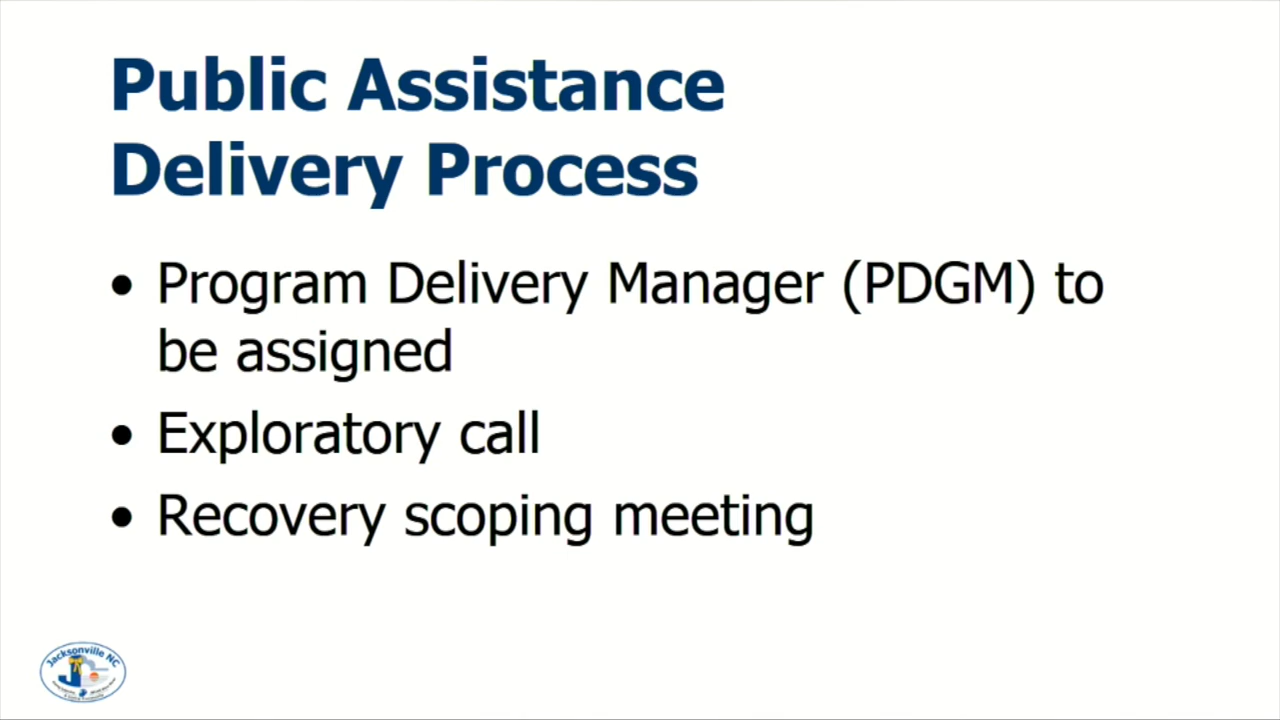 Public Assistance
Delivery Process
• Program Delivery Manager (PDGM) to
be assigned
• Exploratory call
• Recovery scoping meeting
Jacksonville NC